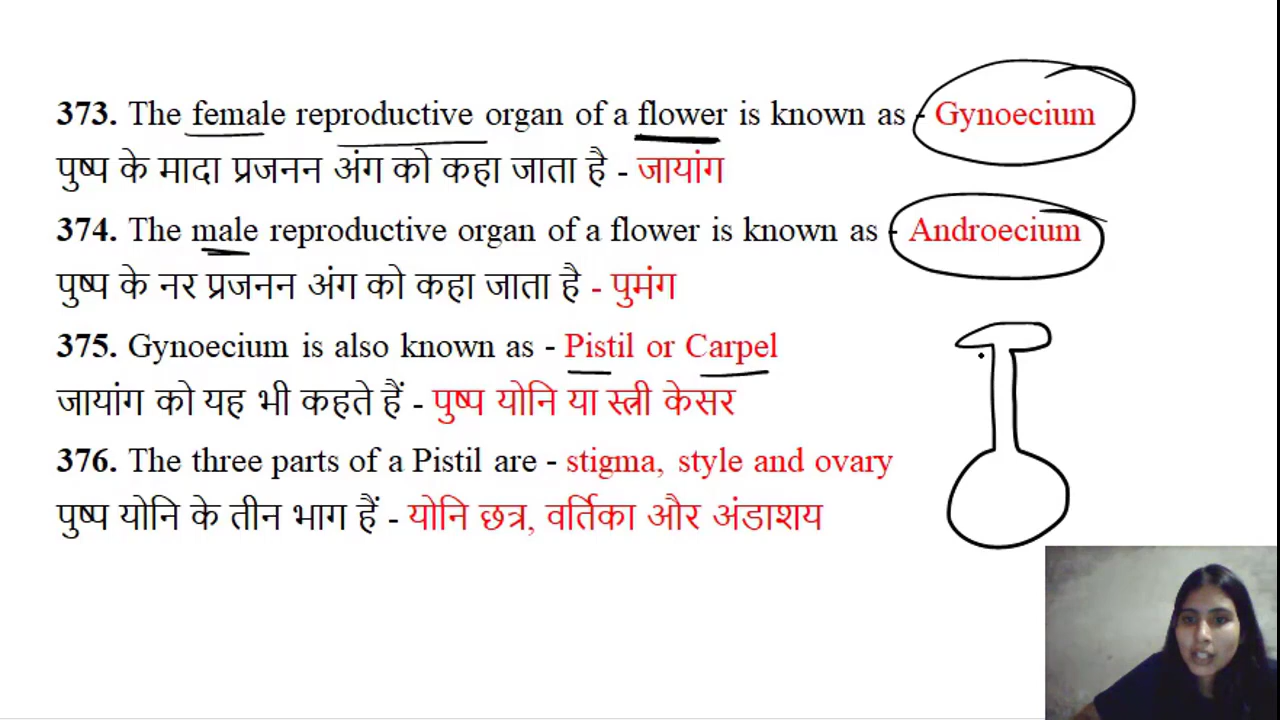 373. The female reproductive organ of a flower is known as - Gynoecium
पुष्प के मादा प्रजनन अंग को कहा जाता है - जायांग
374. The male reproductive organ of a flower is known as - Androecium
पुष्प के नर प्रजनन अंग को कहा जाता है - पुमंग
375. Gynoecium is also known as - Pistil or Carpel
जायांग को यह भी कहते हैं - पुष्प योनि या स्त्री केसर
376. The three parts of a Pistil are - stigma, style and ovary
पुष्प योनि के तीन भाग हैं - योनि छत्र, वर्तिका और अंडाशय